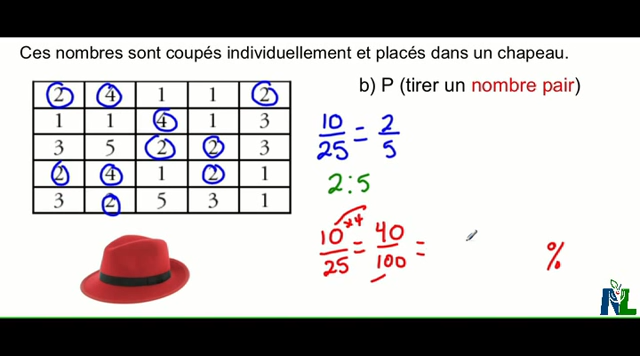 Ces nombres sont coupés individuellement et placés dans un chapeau.
b) P (tirer un nombre pair)
2 4 1 1 2
1 1 4 1 3
3 5 2 2 3
2 4 1 2 1
3 2 5 3 1
10/25 = 2/5
2:5
10/25 ×4 = 40/100 = %
NL